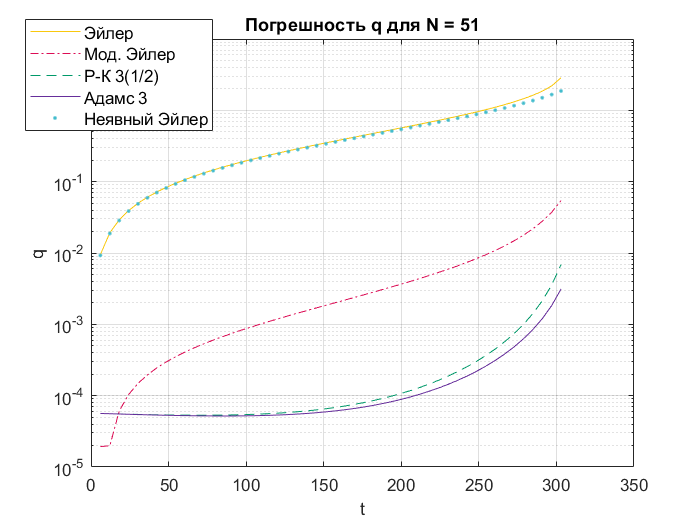 Погрешность q для N = 51
Эйлер
Мод. Эйлер
Р-К 3(1/2)
Адамс 3
Неявный Эйлер
10-1
10-2
10-3
10-4
10-5
q
0 50 100 150 200 250 300 350
t